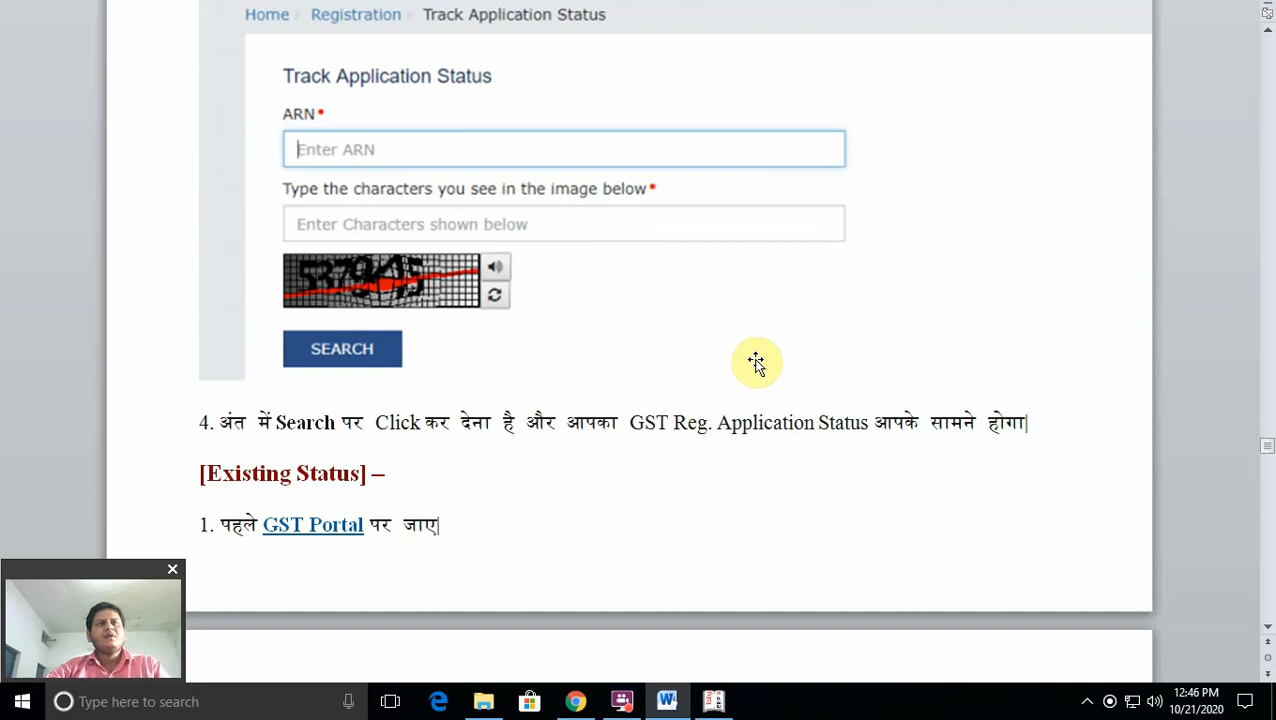 Home Registration Track Application Status
Track Application Status
ARN*
Enter ARN
Type the characters you see in the image below*
Enter Characters shown below
SEARCH
4. अंत में Search पर Click कर देना है और आपका GST Reg. Application Status आपके सामने होगा|
[Existing Status] –
1. पहले GST Portal पर जाए|
Type here to search
12:46 PM
10/21/2020